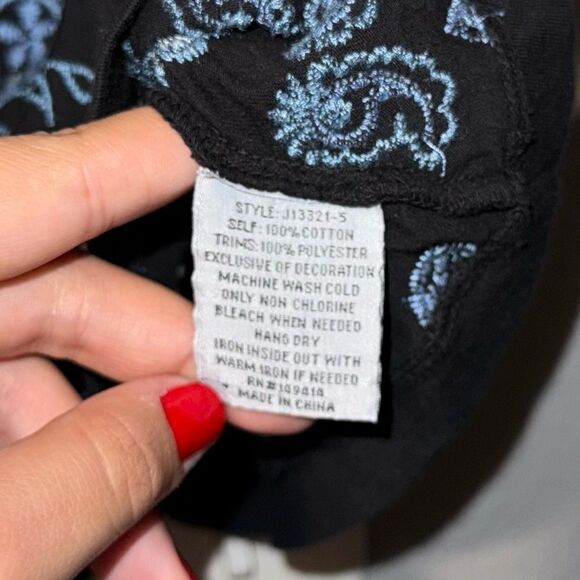 STYLE: J13321-5
SELF: 100% COTTON
TRIMS: 100% POLYESTER
EXCLUSIVE OF DECORATION
MACHINE WASH COLD
ONLY NON CHLORINE
BLEACH WHEN NEEDED
HANG DRY
IRON INSIDE OUT WITH
WARM IRON IF NEEDED
RN#149414
MADE IN CHINA